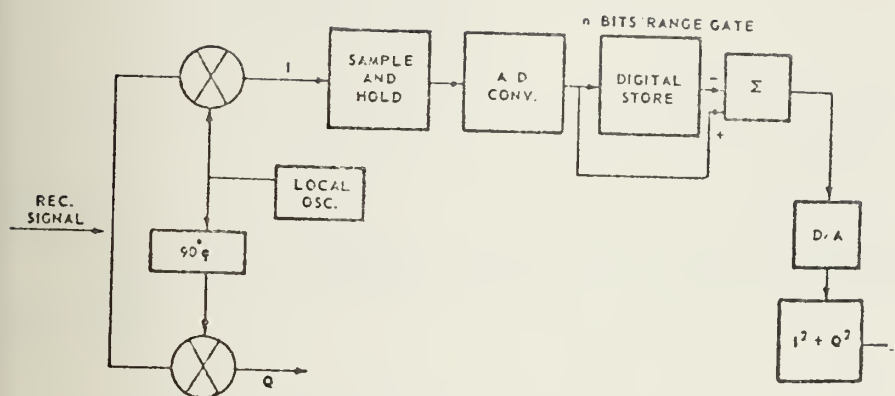 n BITS RANGE GATE
I
SAMPLE
AND
HOLD
A D
CONV.
DIGITAL
STORE
-
+
Σ
LOCAL
OSC.
REC.
SIGNAL
90°φ
D/A
I² + Q²
Q